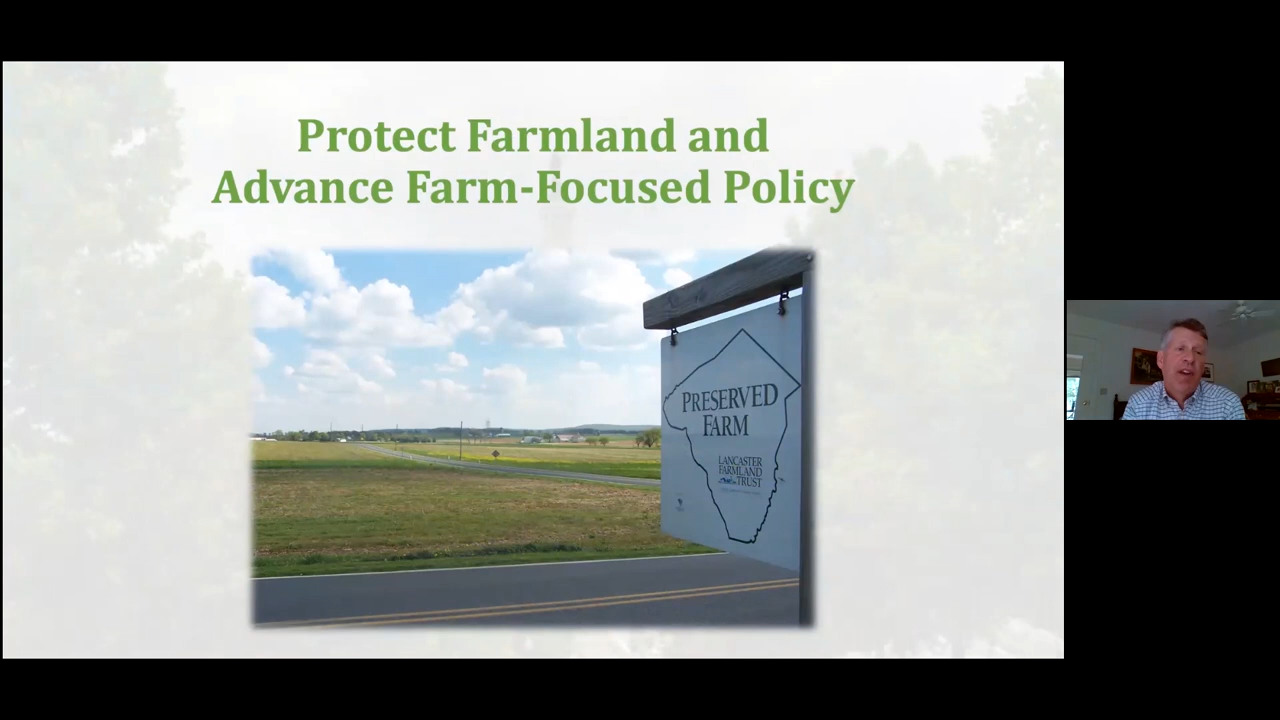 Protect Farmland and
Advance Farm-Focused Policy
PRESERVED
FARM
LANCASTER
FARMLAND
TRUST